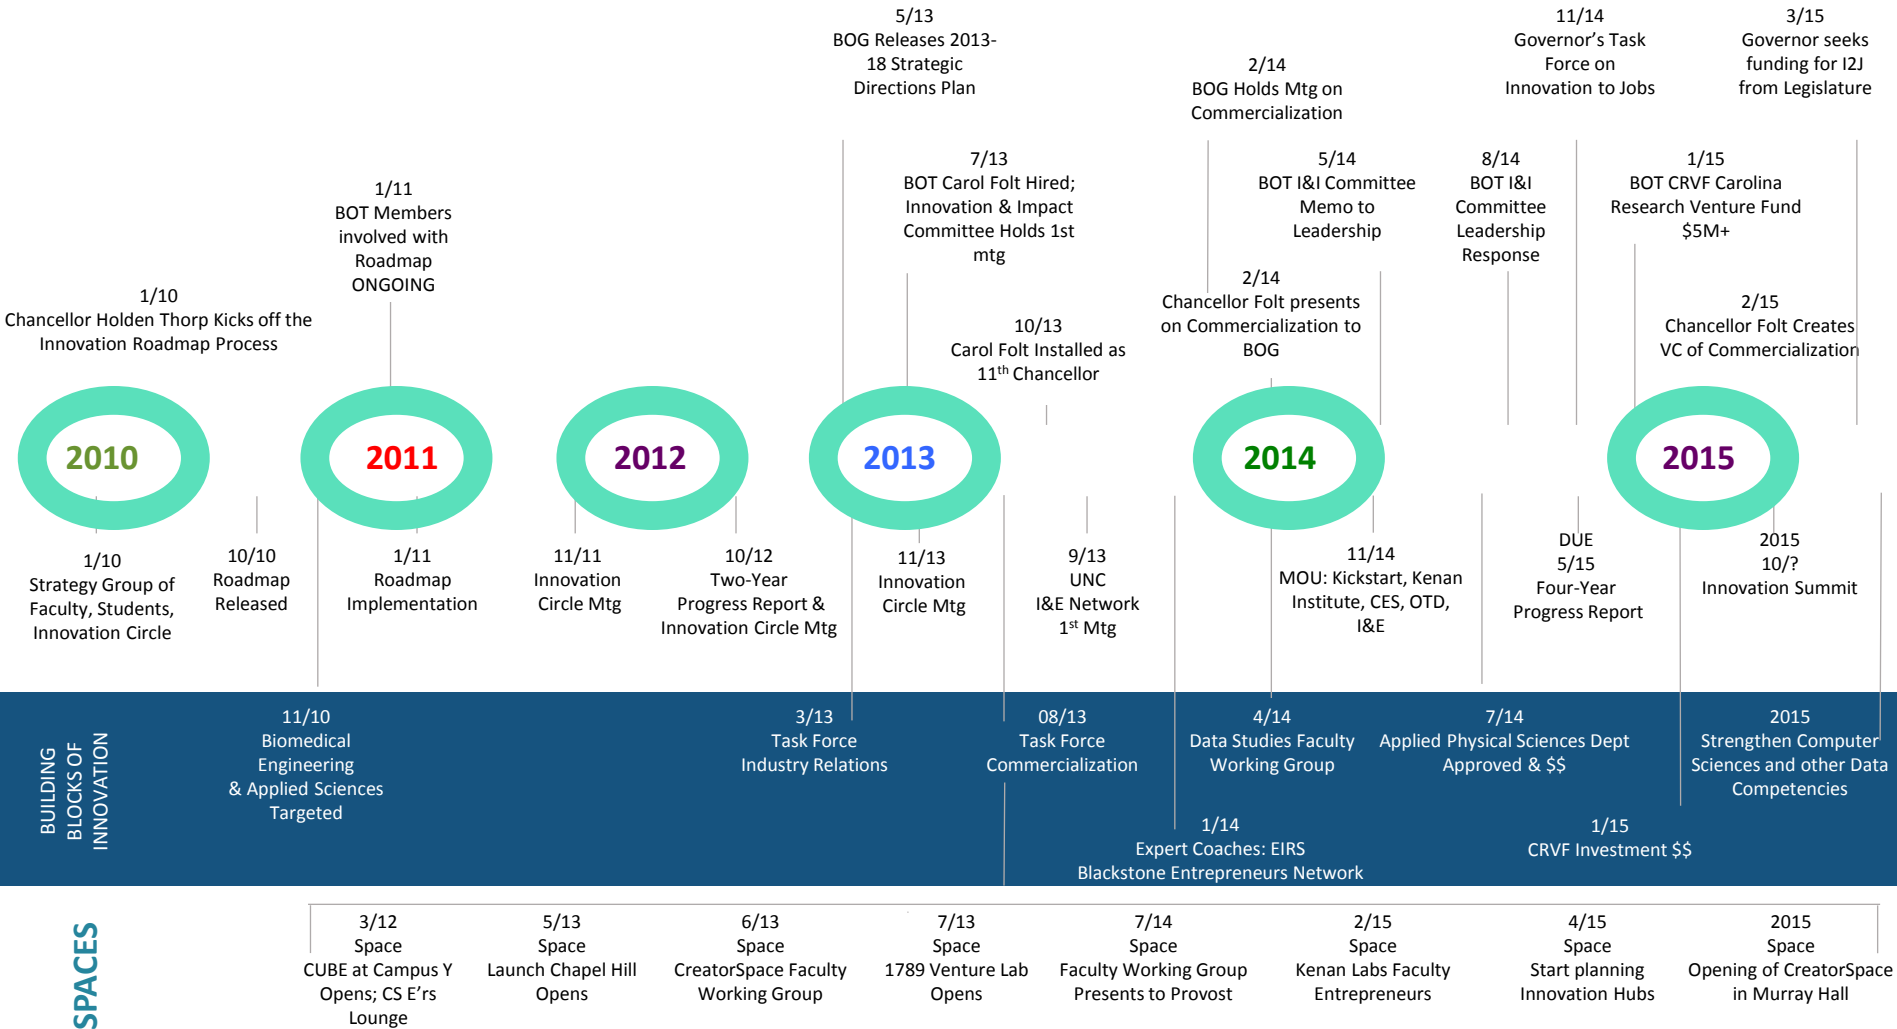 5/13
BOG Releases 2013-
18 Strategic
Directions Plan
11/14
Governor’s Task
Force on
Innovation to Jobs
3/15
Governor seeks
funding for I2J
from Legislature
2/14
BOG Holds Mtg on
Commercialization
1/11
BOT Members
involved with
Roadmap
ONGOING
7/13
BOT Carol Folt Hired;
Innovation & Impact
Committee Holds 1st
mtg
5/14
BOT I&I Committee
Memo to
Leadership
8/14
BOT I&I
Committee
Leadership
Response
1/15
BOT CRVF Carolina
Research Venture Fund
$5M+
1/10
Chancellor Holden Thorp Kicks off the
Innovation Roadmap Process
10/13
Carol Folt Installed as
11th Chancellor
2/14
Chancellor Folt presents
on Commercialization to
BOG
2/15
Chancellor Folt Creates
VC of Commercialization
2010
2011
2012
2013
2014
2015
1/10
Strategy Group of
Faculty, Students,
Innovation Circle
10/10
Roadmap
Released
1/11
Roadmap
Implementation
11/11
Innovation
Circle Mtg
10/12
Two-Year
Progress Report &
Innovation Circle Mtg
11/13
Innovation
Circle Mtg
9/13
UNC
I&E Network
1st Mtg
11/14
MOU: Kickstart, Kenan
Institute, CES, OTD,
I&E
DUE
5/15
Four-Year
Progress Report
2015
10/?
Innovation Summit
BUILDING
BLOCKS OF
INNOVATION
11/10
Biomedical
Engineering
& Applied Sciences
Targeted
3/13
Task Force
Industry Relations
08/13
Task Force
Commercialization
4/14
Data Studies Faculty
Working Group
7/14
Applied Physical Sciences Dept
Approved & $$
2015
Strengthen Computer
Sciences and other Data
Competencies
1/14
Expert Coaches: EIRS
Blackstone Entrepreneurs Network
1/15
CRVF Investment $$
SPACES
3/12
Space
CUBE at Campus Y
Opens; CS E’rs
Lounge
5/13
Space
Launch Chapel Hill
Opens
6/13
Space
CreatorSpace Faculty
Working Group
7/13
Space
1789 Venture Lab
Opens
7/14
Space
Faculty Working Group
Presents to Provost
2/15
Space
Kenan Labs Faculty
Entrepreneurs
4/15
Space
Start planning
Innovation Hubs
2015
Space
Opening of CreatorSpace
in Murray Hall